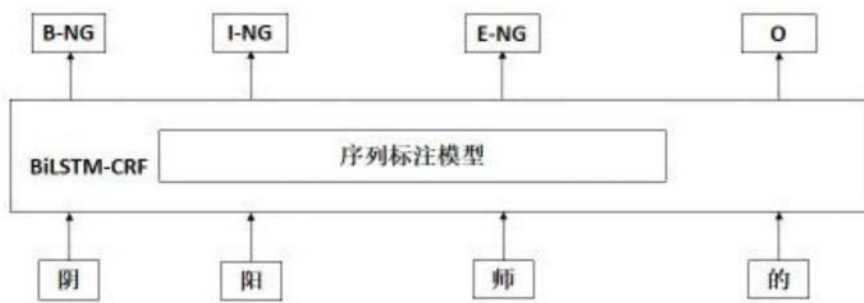 B-NG I-NG E-NG O
序列标注模型
BiLSTM-CRF
阴 阳 师 的